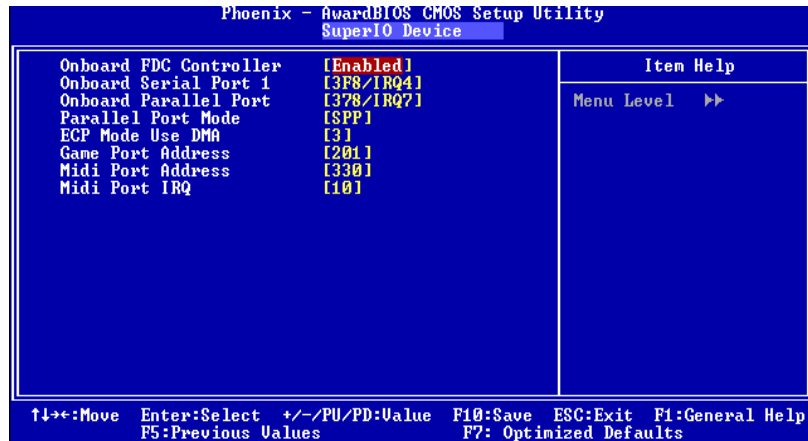 Phoenix - AwardBIOS CMOS Setup Utility
SuperIO Device
Onboard FDC Controller [Enabled]
Onboard Serial Port 1 [3F8/IRQ4]
Onboard Parallel Port [378/IRQ7]
Parallel Port Mode [SPP]
ECP Mode Use DMA [3]
Game Port Address [201]
Midi Port Address [330]
Midi Port IRQ [10]
Item Help
Menu Level ▶▶
↑↓→←:Move Enter:Select +/-/PU/PD:Value F10:Save ESC:Exit F1:General Help
F5:Previous Values F7: Optimized Defaults